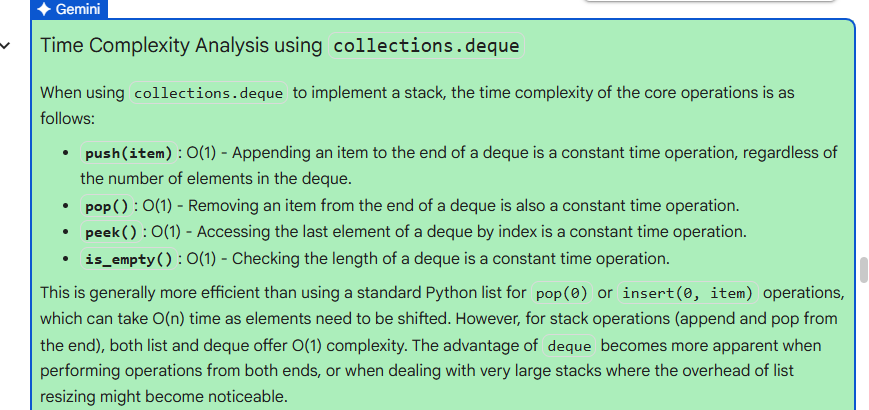 Gemini
Time Complexity Analysis using collections.deque
When using collections.deque to implement a stack, the time complexity of the core operations is as
follows:
• push(item) : O(1) - Appending an item to the end of a deque is a constant time operation, regardless of
the number of elements in the deque.
• pop() : O(1) - Removing an item from the end of a deque is also a constant time operation.
• peek() : O(1) - Accessing the last element of a deque by index is a constant time operation.
• is_empty() : O(1) - Checking the length of a deque is a constant time operation.
This is generally more efficient than using a standard Python list for pop(0) or insert(0, item) operations,
which can take O(n) time as elements need to be shifted. However, for stack operations (append and pop from
the end), both list and deque offer O(1) complexity. The advantage of deque becomes more apparent when
performing operations from both ends, or when dealing with very large stacks where the overhead of list
resizing might become noticeable.